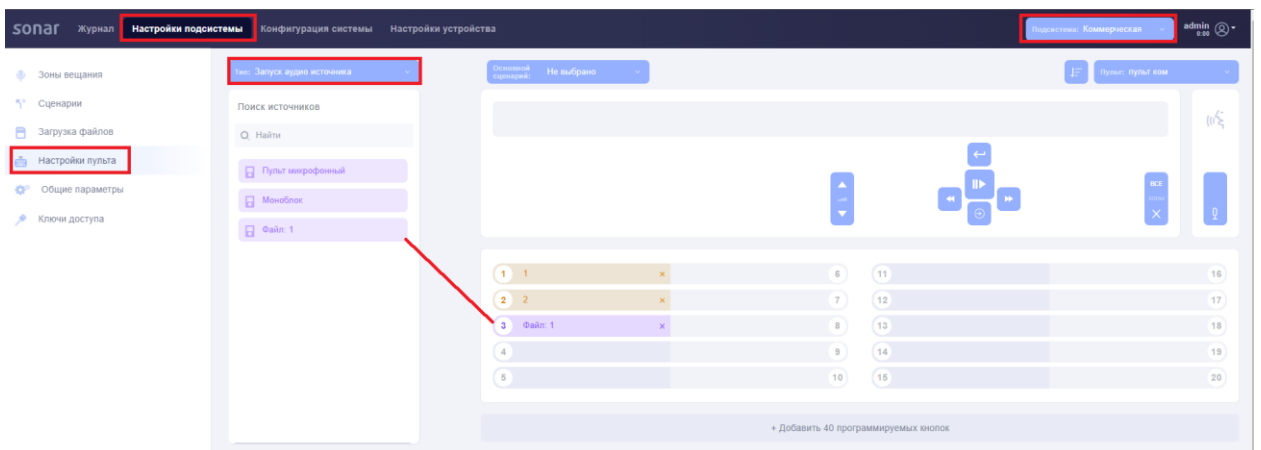 sonar Журнал Настройки подсистемы Конфигурация системы Настройки устройства Подсистема: Коммерческая admin
0:00
Зоны вещания
Сценарии
Загрузка файлов
Настройки пульта
Общие параметры
Ключи доступа
Тип: Запуск аудио источника
Поиск источников
Найти
Пульт микрофонный
Моноблок
Файл: 1
Основной сценарий: Не выбрано
Пульт: пульт ком
ВСЕ
1 1 × 6 11 16
2 2 × 7 12 17
3 Файл: 1 × 8 13 18
4 9 14 19
5 10 15 20
+ Добавить 40 программируемых кнопок